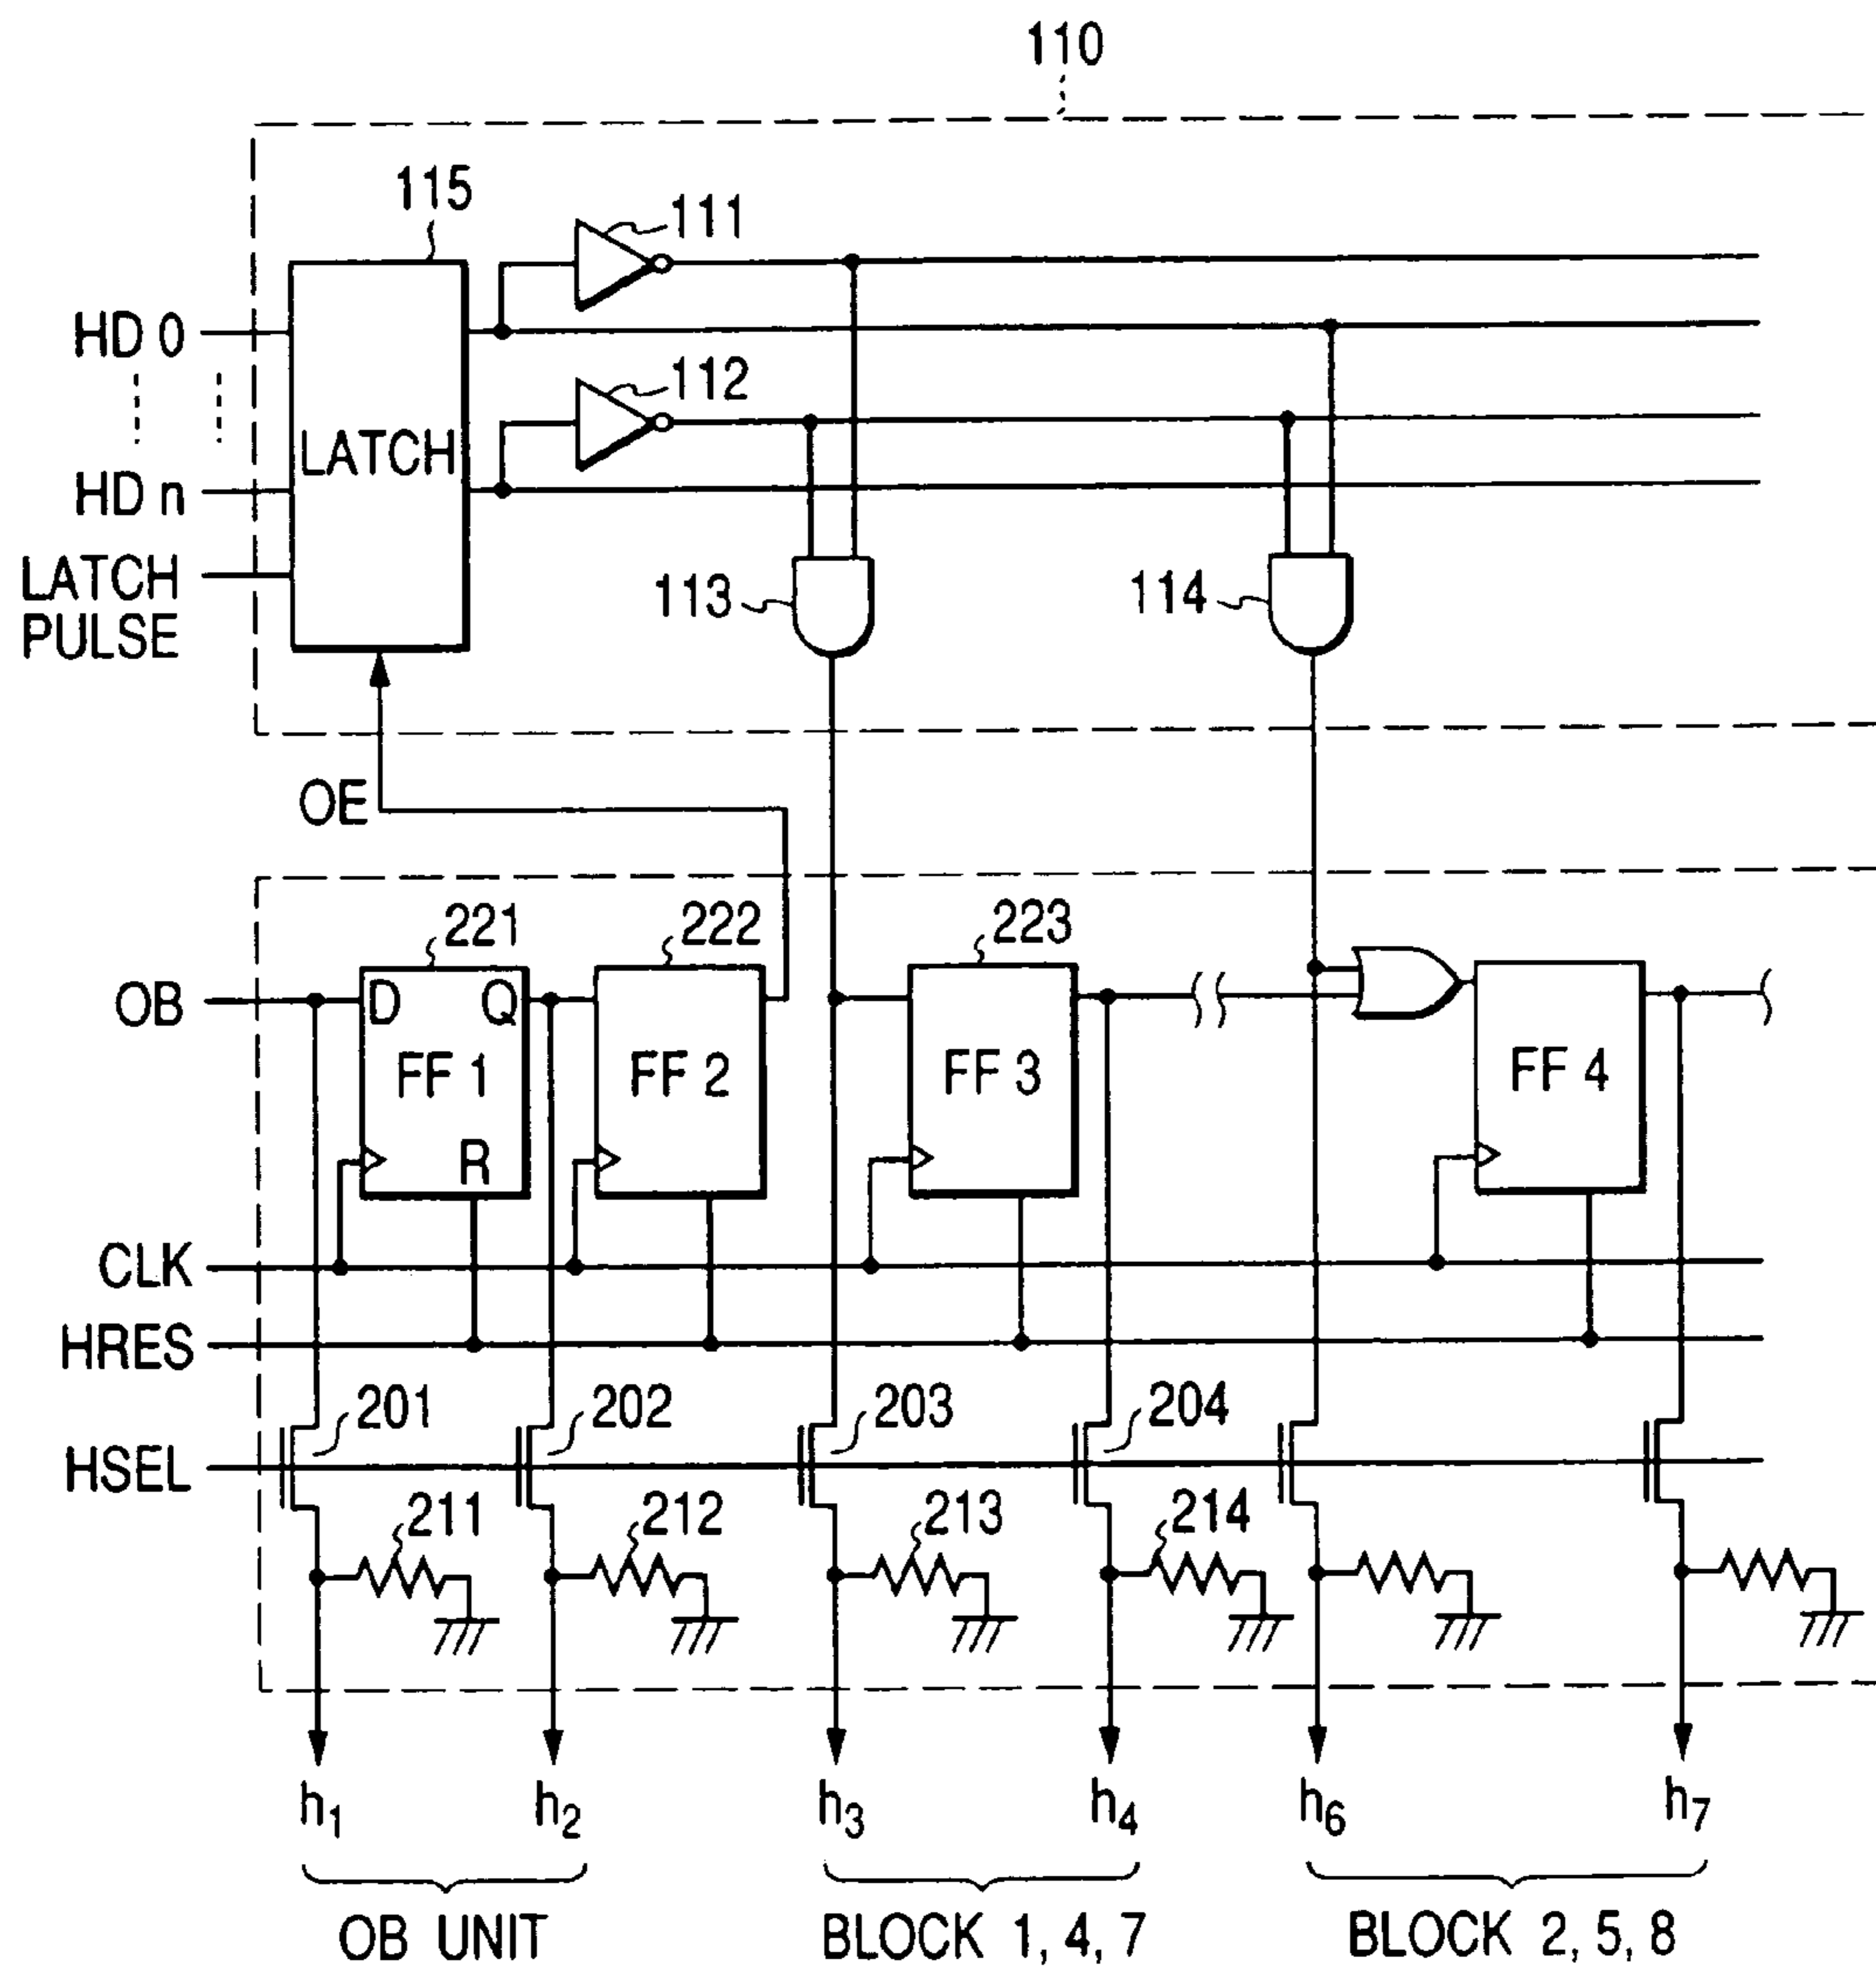 110
115
111
HD 0
112
LATCH
HD n
LATCH
PULSE
113
114
OE
221
222
223
OB
D
Q
FF 1
FF 2
FF 3
FF 4
R
CLK
HRES
201
202
203
204
HSEL
211
212
213
214
h1
h2
h3
h4
h6
h7
OB UNIT
BLOCK 1, 4, 7
BLOCK 2, 5, 8